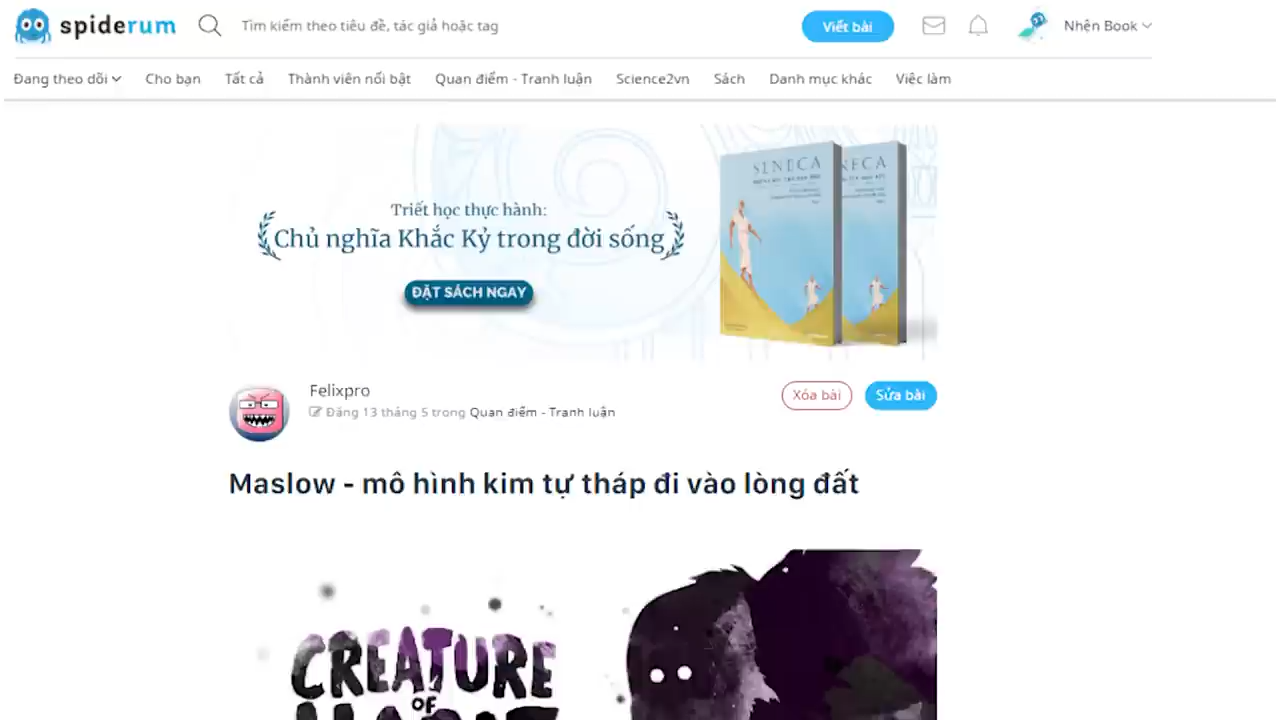 spiderum
Tìm kiếm theo tiêu đề, tác giả hoặc tag
Viết bài
Nhện Book
Đang theo dõi
Cho bạn
Tất cả
Thành viên nổi bật
Quan điểm - Tranh luận
Science2vn
Sách
Danh mục khác
Việc làm
Triết học thực hành:
Chủ nghĩa Khắc Kỷ trong đời sống
ĐẶT SÁCH NGAY
SENECA
Felixpro
Đăng 13 tháng 5 trong Quan điểm - Tranh luận
Xóa bài
Sửa bài
Maslow - mô hình kim tự tháp đi vào lòng đất
CREATURE
OF